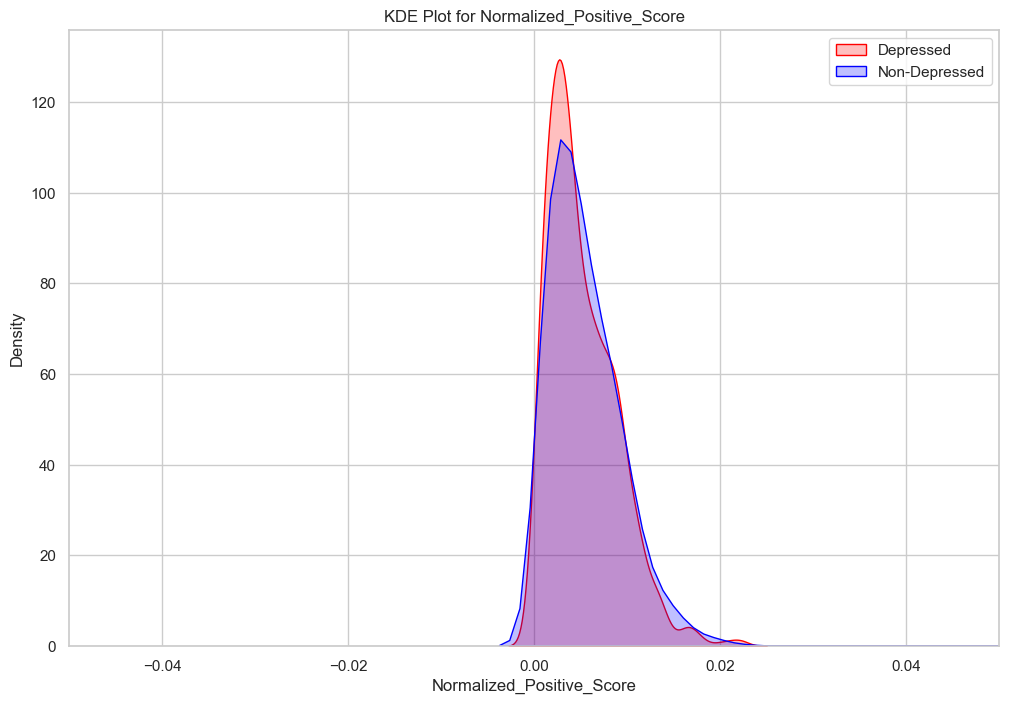 KDE Plot for Normalized_Positive_Score
Depressed
Non-Depressed
120
100
80
60
40
20
0
Density
−0.04
−0.02
0.00
0.02
0.04
Normalized_Positive_Score